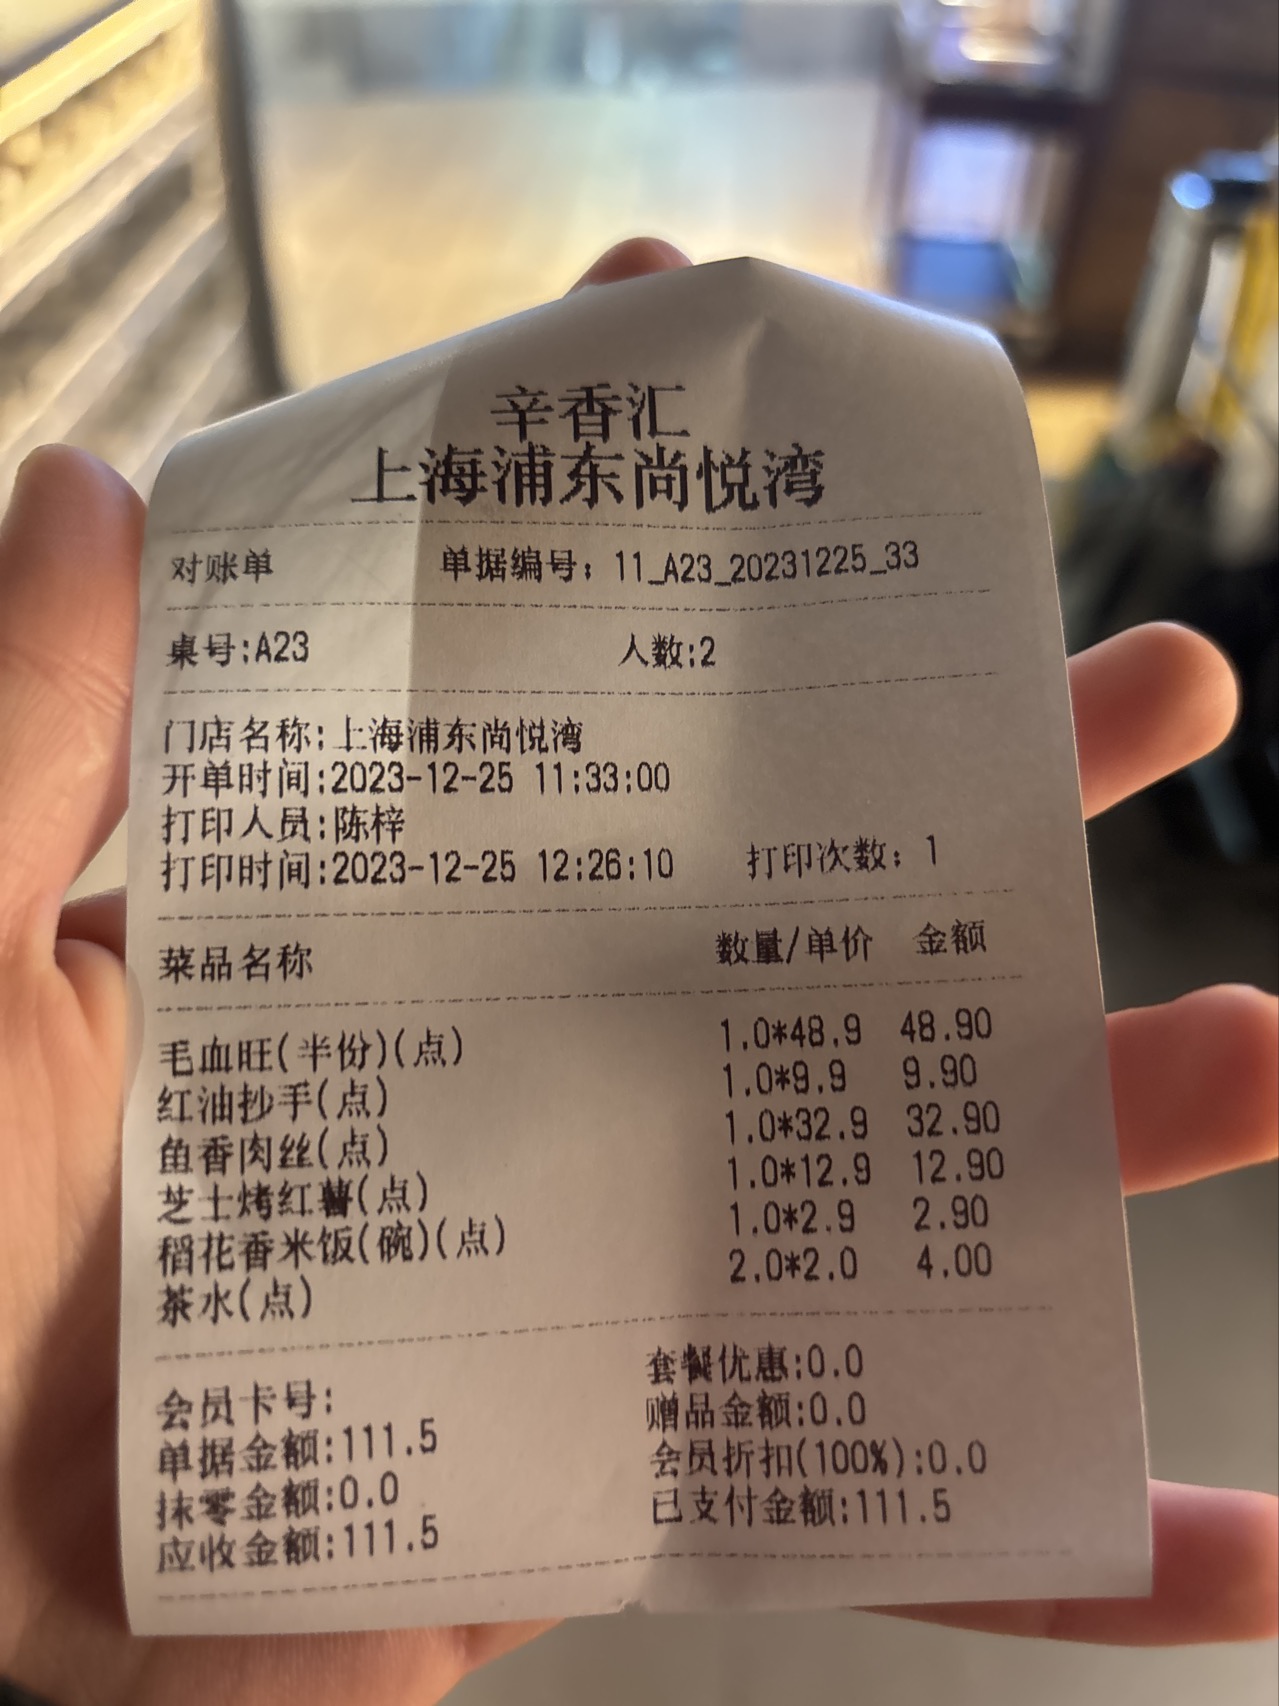 辛香汇
上海浦东尚悦湾
对账单 单据编号：11_A23_20231225_33
桌号:A23 人数:2
门店名称:上海浦东尚悦湾
开单时间:2023-12-25 11:33:00
打印人员:陈梓
打印时间:2023-12-25 12:26:10 打印次数：1
菜品名称 数量/单价 金额
毛血旺(半份)(点) 1.0*48.9 48.90
红油抄手(点) 1.0*9.9 9.90
鱼香肉丝(点) 1.0*32.9 32.90
芝士烤红薯(点) 1.0*12.9 12.90
稻花香米饭(碗)(点) 1.0*2.9 2.90
茶水(点) 2.0*2.0 4.00
会员卡号: 套餐优惠:0.0
单据金额:111.5 赠品金额:0.0
抹零金额:0.0 会员折扣(100%):0.0
应收金额:111.5 已支付金额:111.5